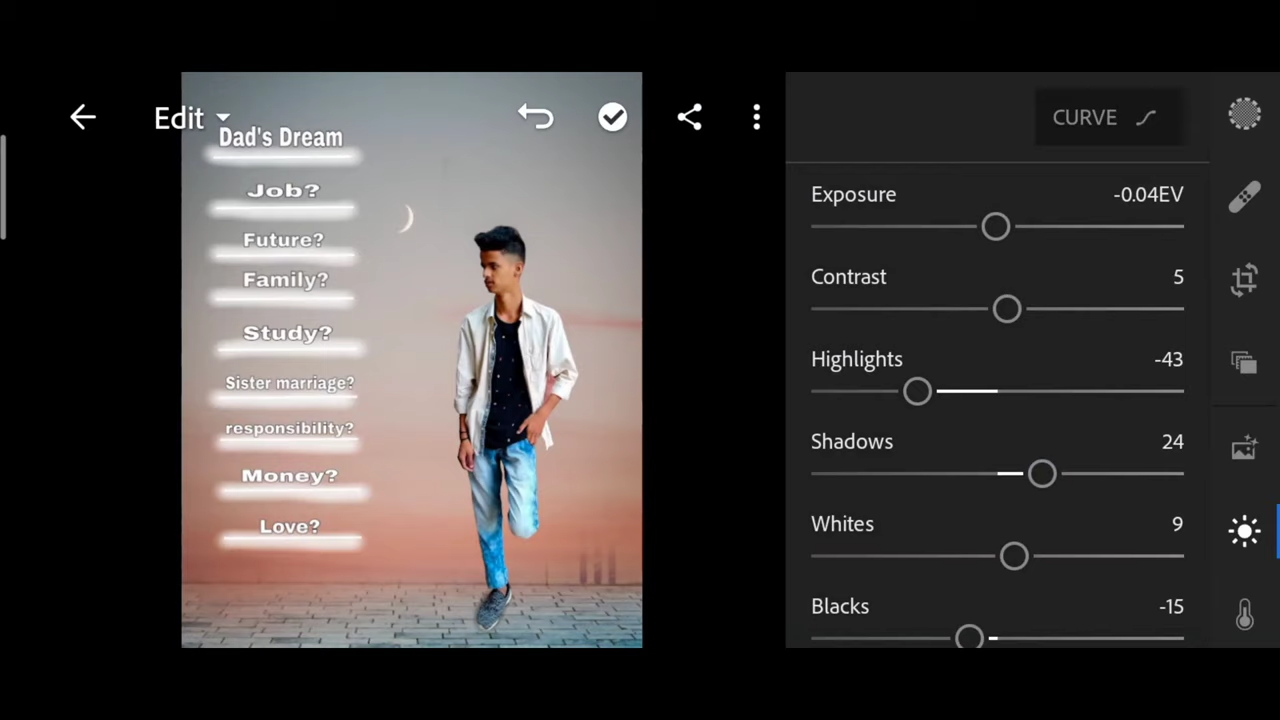 Edit
CURVE
Dad's Dream
Job?
Future?
Family?
Study?
Sister marriage?
responsibility?
Money?
Love?
Exposure -0.04EV
Contrast 5
Highlights -43
Shadows 24
Whites 9
Blacks -15